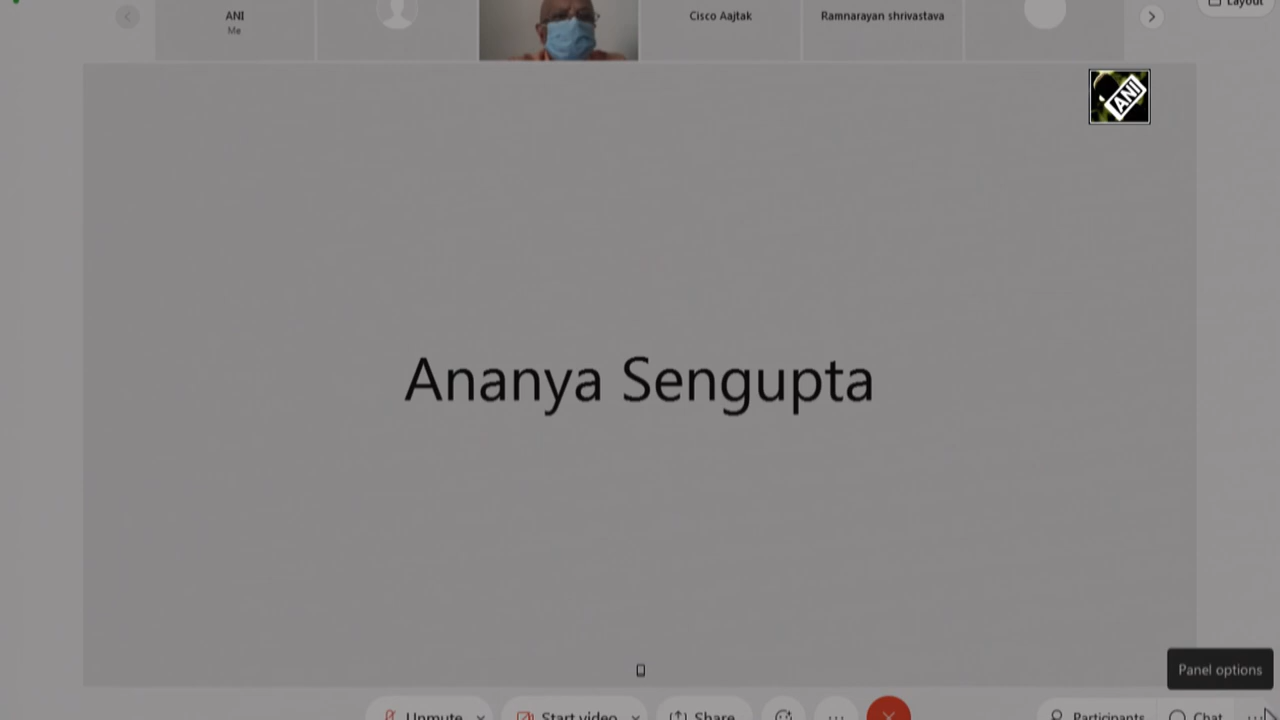 ANI
Me
Cisco Aajtak
Ramnarayan shrivastava
Layout
ANI
Ananya Sengupta
Panel options
Unmute
Start video
Share
...
Participants
Chat
...